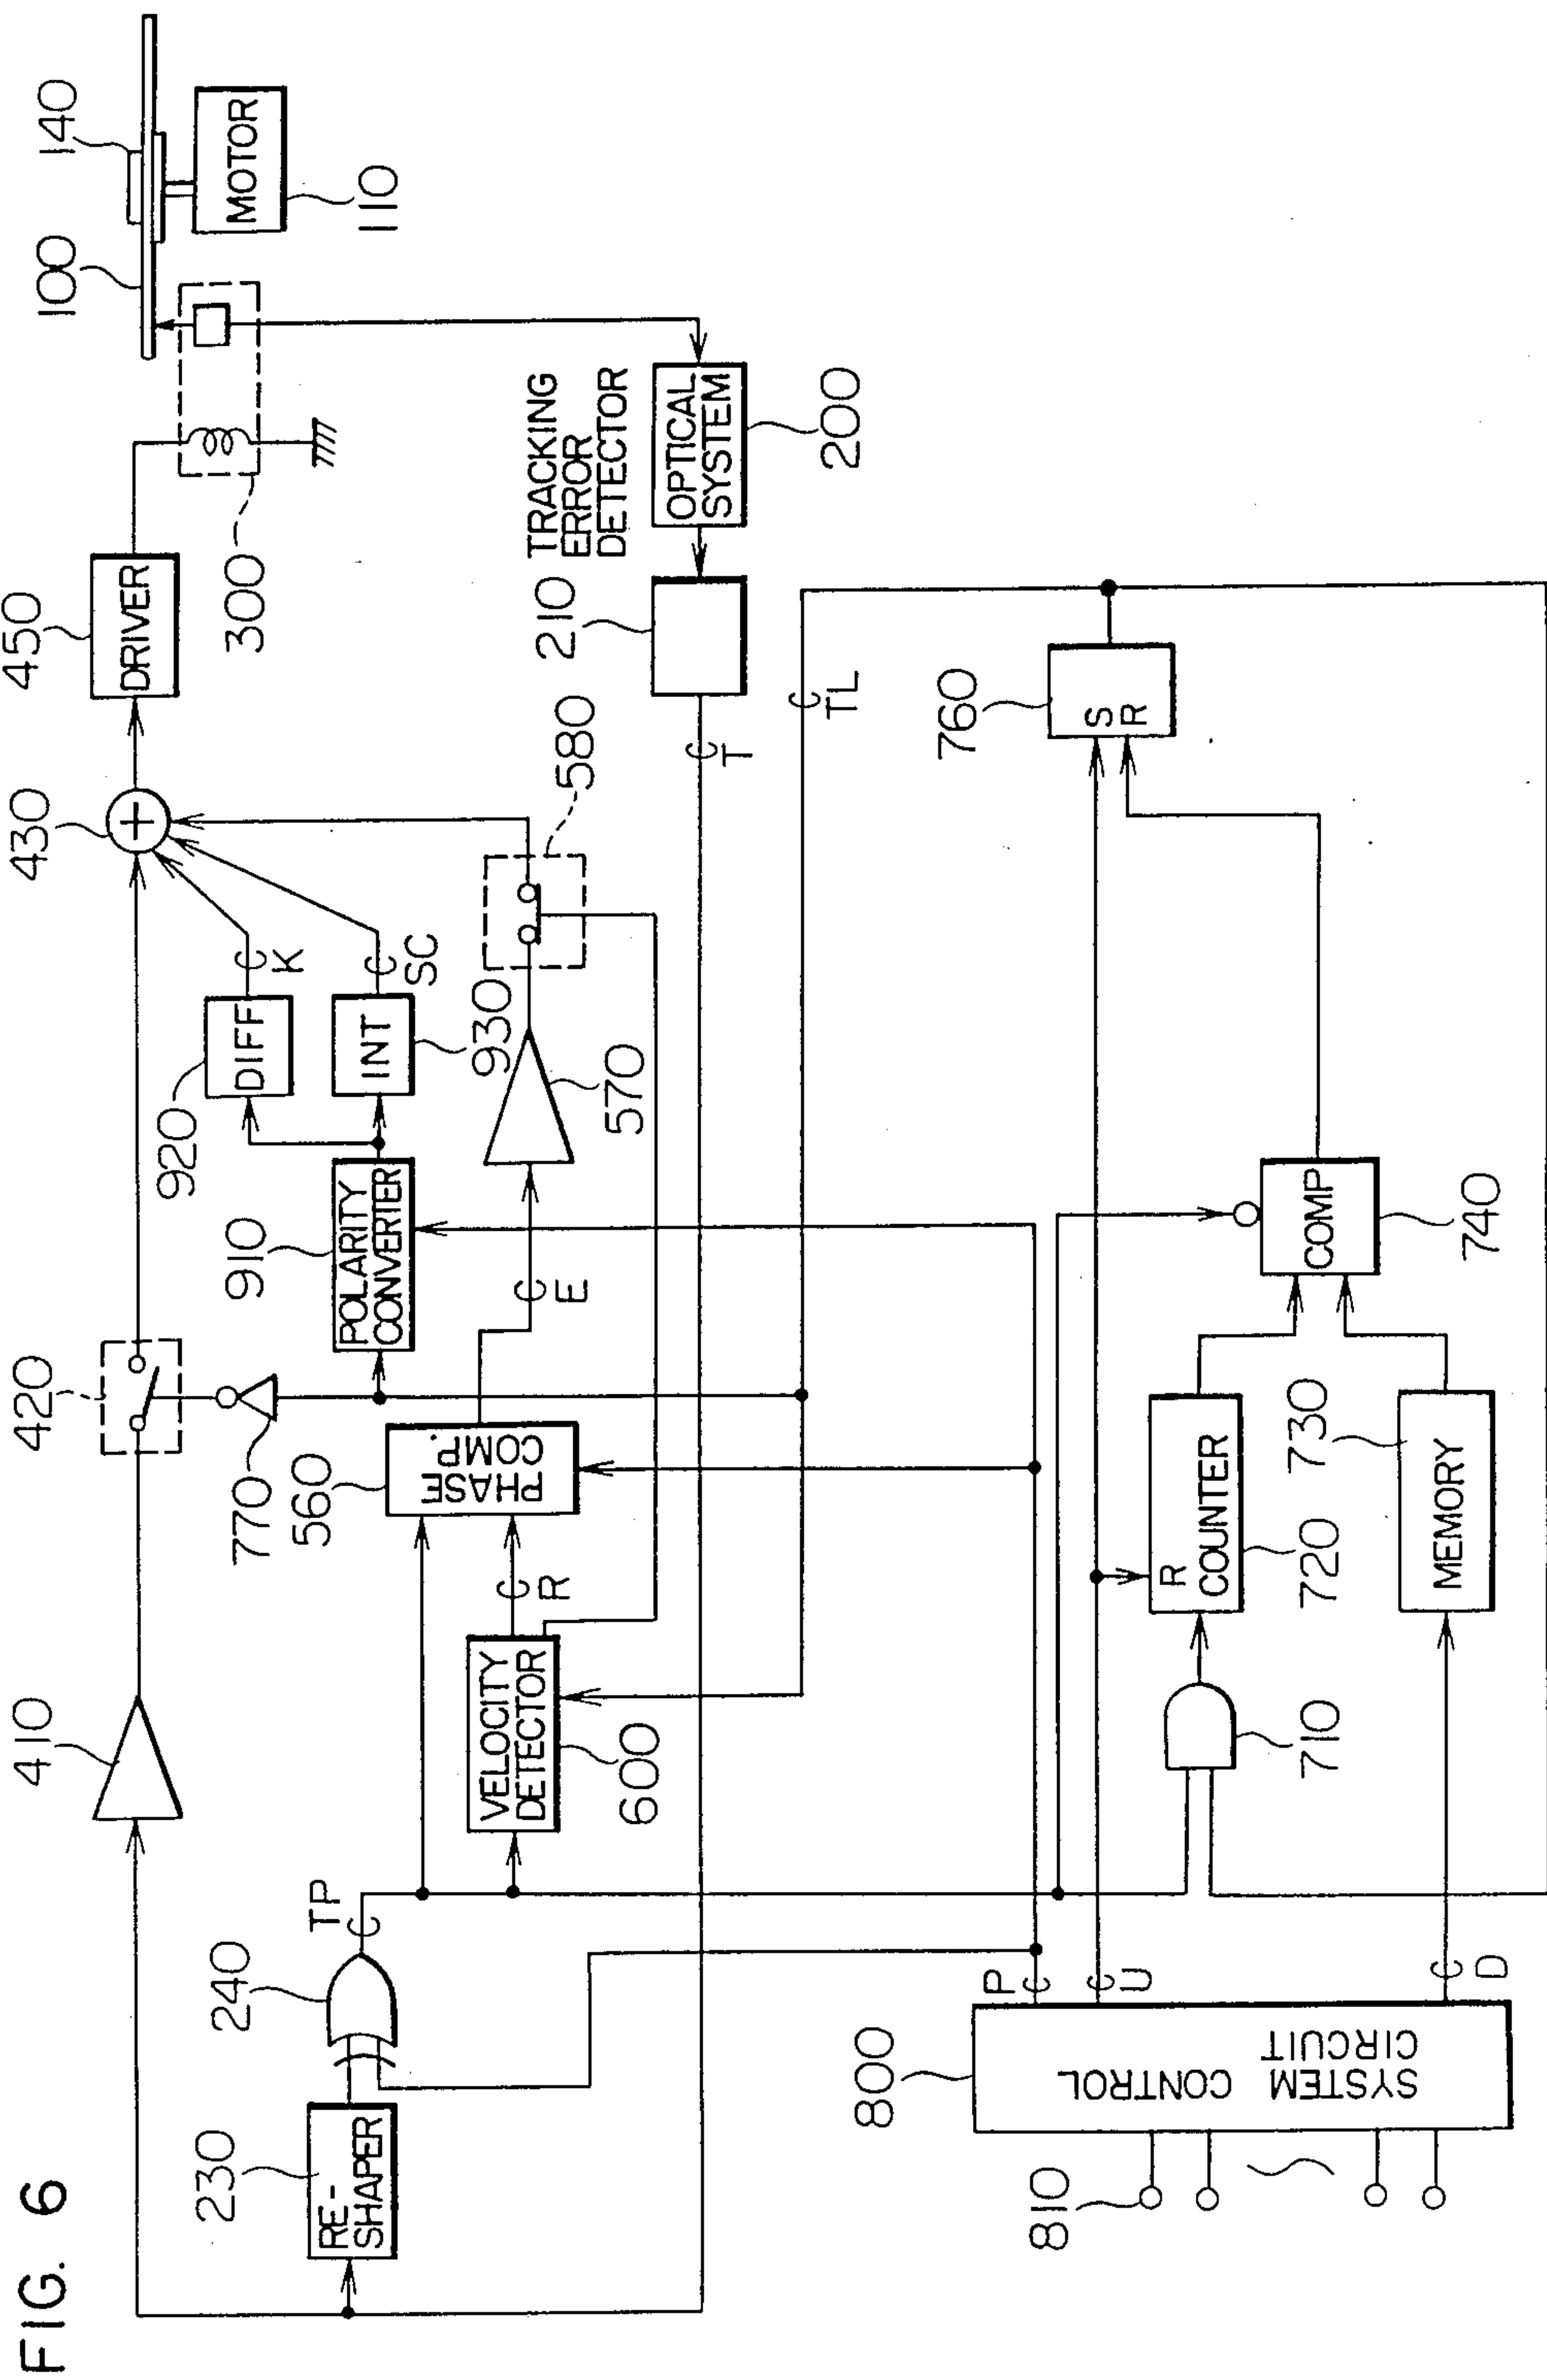 FIG. 6
410
420
430
450
100
140
MOTOR
110
DRIVER
300
920
DIFF
K
INT
SC
930
910
POLARITY
CONVERTER
770
560
PHASE
COMP.
E
570
580
TRACKING
ERROR
DETECTOR
210
OPTICAL
SYSTEM
200
T
TL
230
RE-
SHAPER
240
TP
VELOCITY
DETECTOR
600
R
760
S
R
800
SYSTEM CONTROL
CIRCUIT
810
P
U
D
710
R
COUNTER
720
730
MEMORY
COMP
740